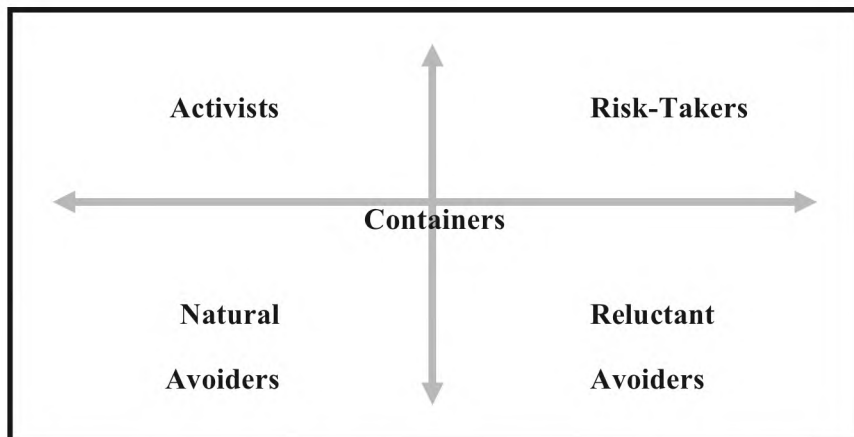 Activists
Risk-Takers
Containers
Natural
Avoiders
Reluctant
Avoiders